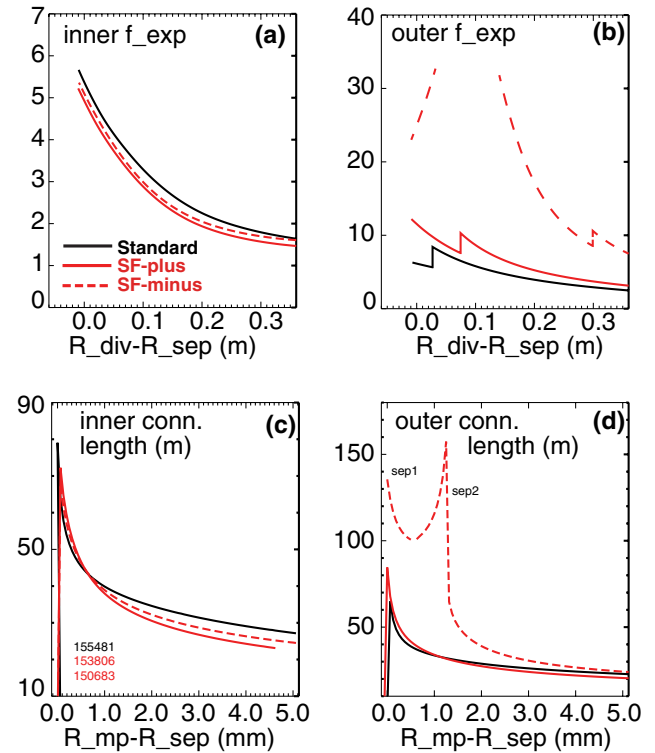 inner f_exp (a)
7
6
5
4
3
2
1
0
Standard
SF-plus
SF-minus
0.0 0.1 0.2 0.3
R_div-R_sep (m)
outer f_exp (b)
40
30
20
10
0
0.0 0.1 0.2 0.3
R_div-R_sep (m)
inner conn. (c)
length (m)
90
50
10
155481
153806
150683
0.0 1.0 2.0 3.0 4.0 5.0
R_mp-R_sep (mm)
outer conn. (d)
length (m)
150
100
50
sep1
sep2
0.0 1.0 2.0 3.0 4.0 5.0
R_mp-R_sep (mm)